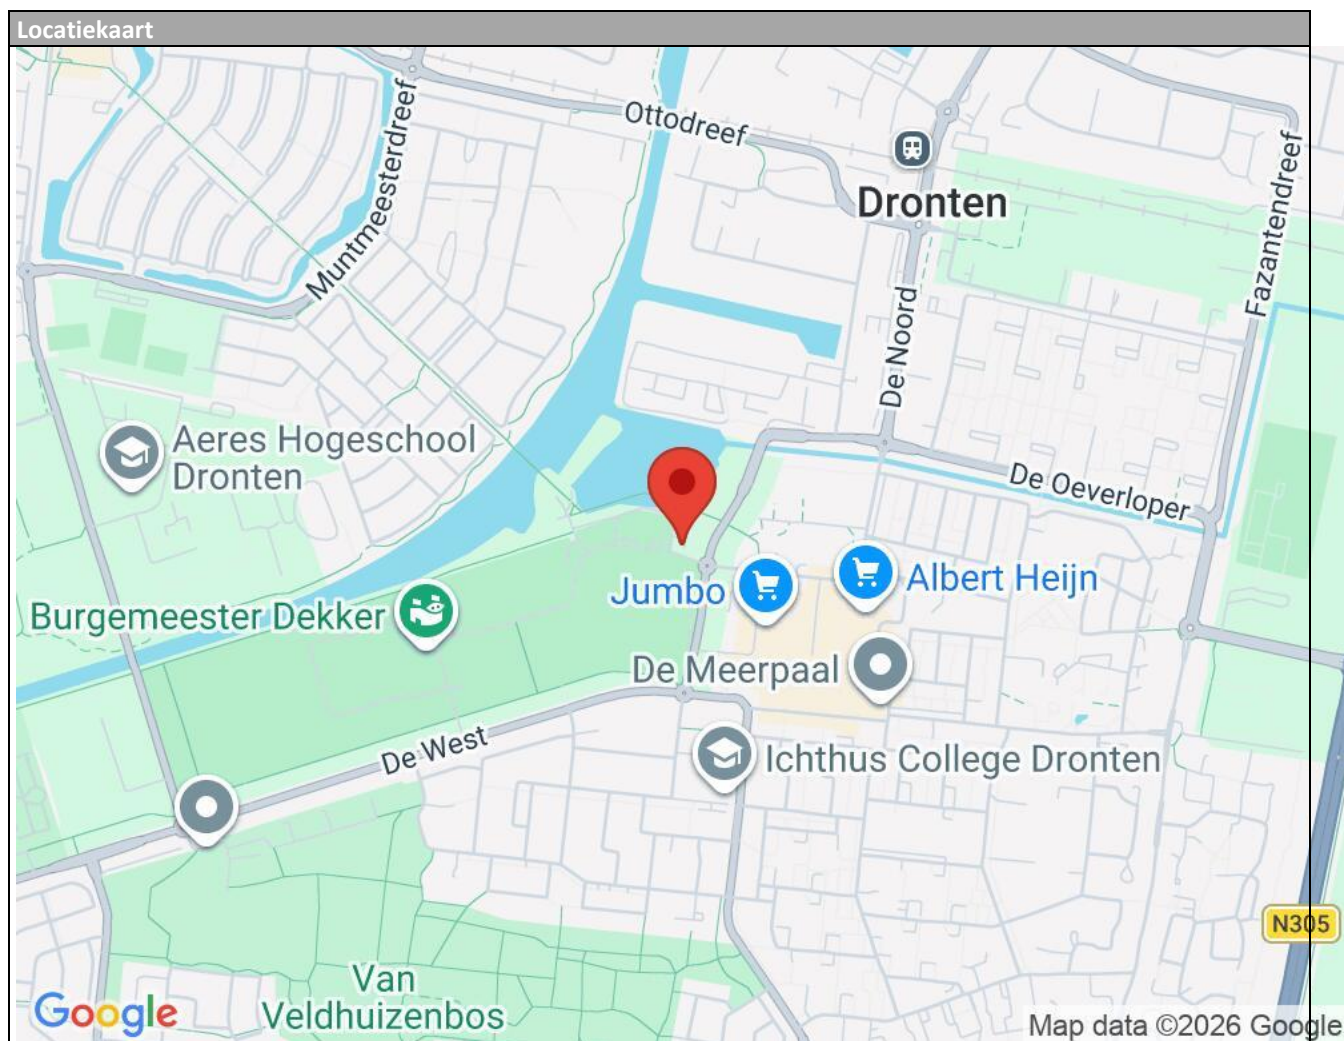 Locatiekaart
Ottodreef
Muntmeesterdreef
Dronten
Fazantendreef
De Noord
Aeres Hogeschool
Dronten
De Oeverloper
Jumbo
Albert Heijn
Burgemeester Dekker
De Meerpaal
De West
Ichthus College Dronten
N305
Van
Veldhuizenbos
Google
Map data ©2026 Google